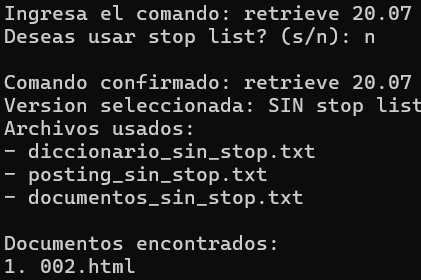 Ingresa el comando: retrieve 20.07
Deseas usar stop list? (s/n): n
Comando confirmado: retrieve 20.07
Version seleccionada: SIN stop list
Archivos usados:
- diccionario_sin_stop.txt
- posting_sin_stop.txt
- documentos_sin_stop.txt
Documentos encontrados:
1. 002.html